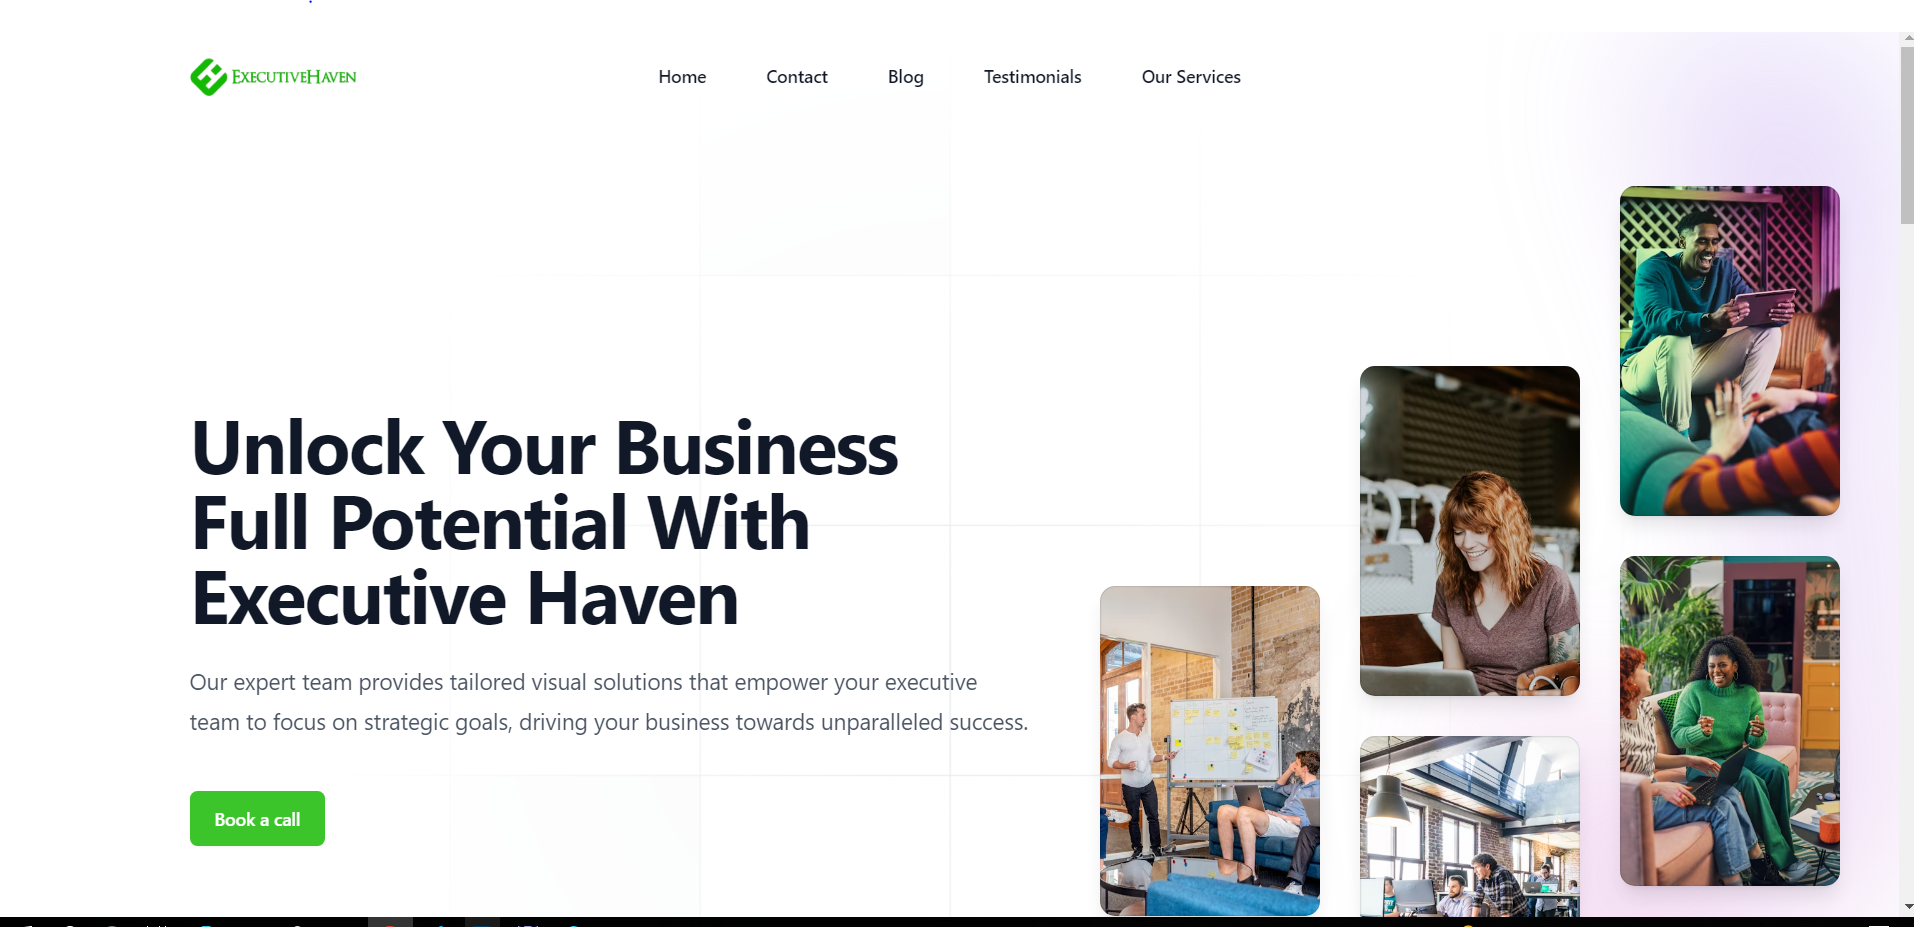 ExecutiveHaven
Home Contact Blog Testimonials Our Services
Unlock Your Business
Full Potential With
Executive Haven
Our expert team provides tailored visual solutions that empower your executive
team to focus on strategic goals, driving your business towards unparalleled success.
Book a call